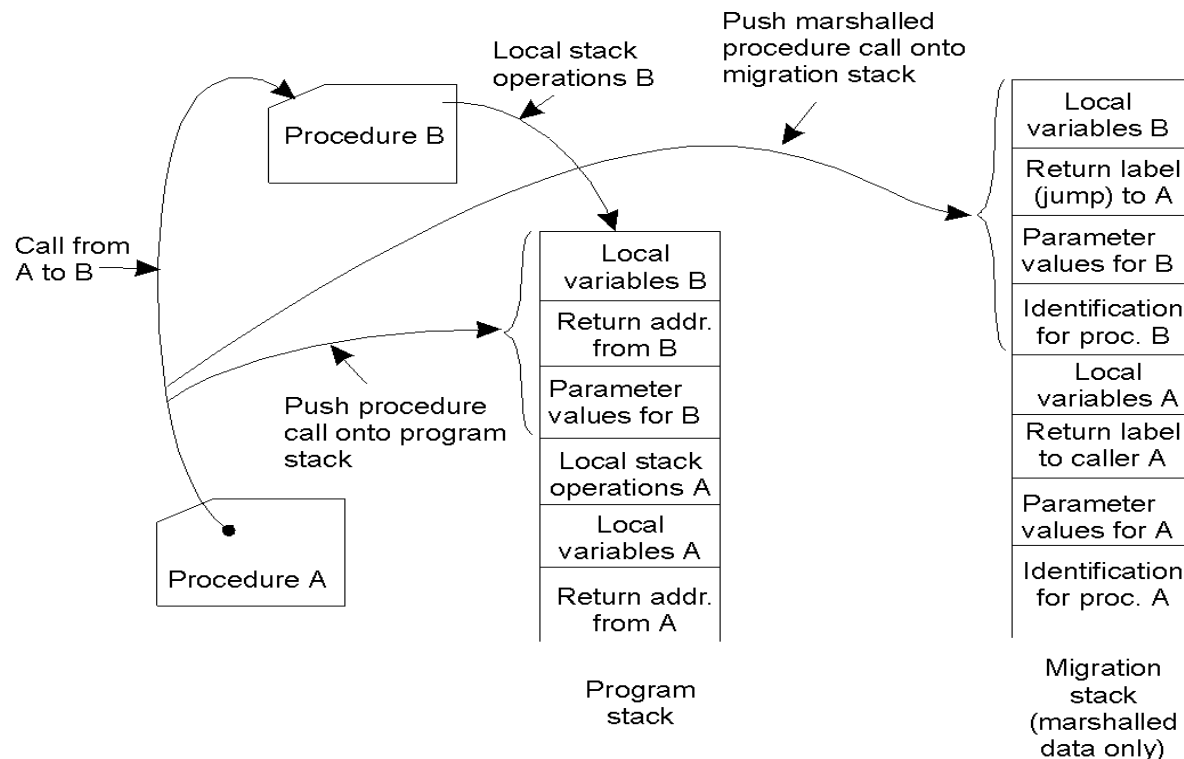 Push marshalled
procedure call onto
migration stack
Local stack
operations B
Procedure B
Call from
A to B
Push procedure
call onto program
stack
Procedure A
Local
variables B
Return addr.
from B
Parameter
values for B
Local stack
operations A
Local
variables A
Return addr.
from A
Program
stack
Local
variables B
Return label
(jump) to A
Parameter
values for B
Identification
for proc. B
Local
variables A
Return label
to caller A
Parameter
values for A
Identification
for proc. A
Migration
stack
(marshalled
data only)